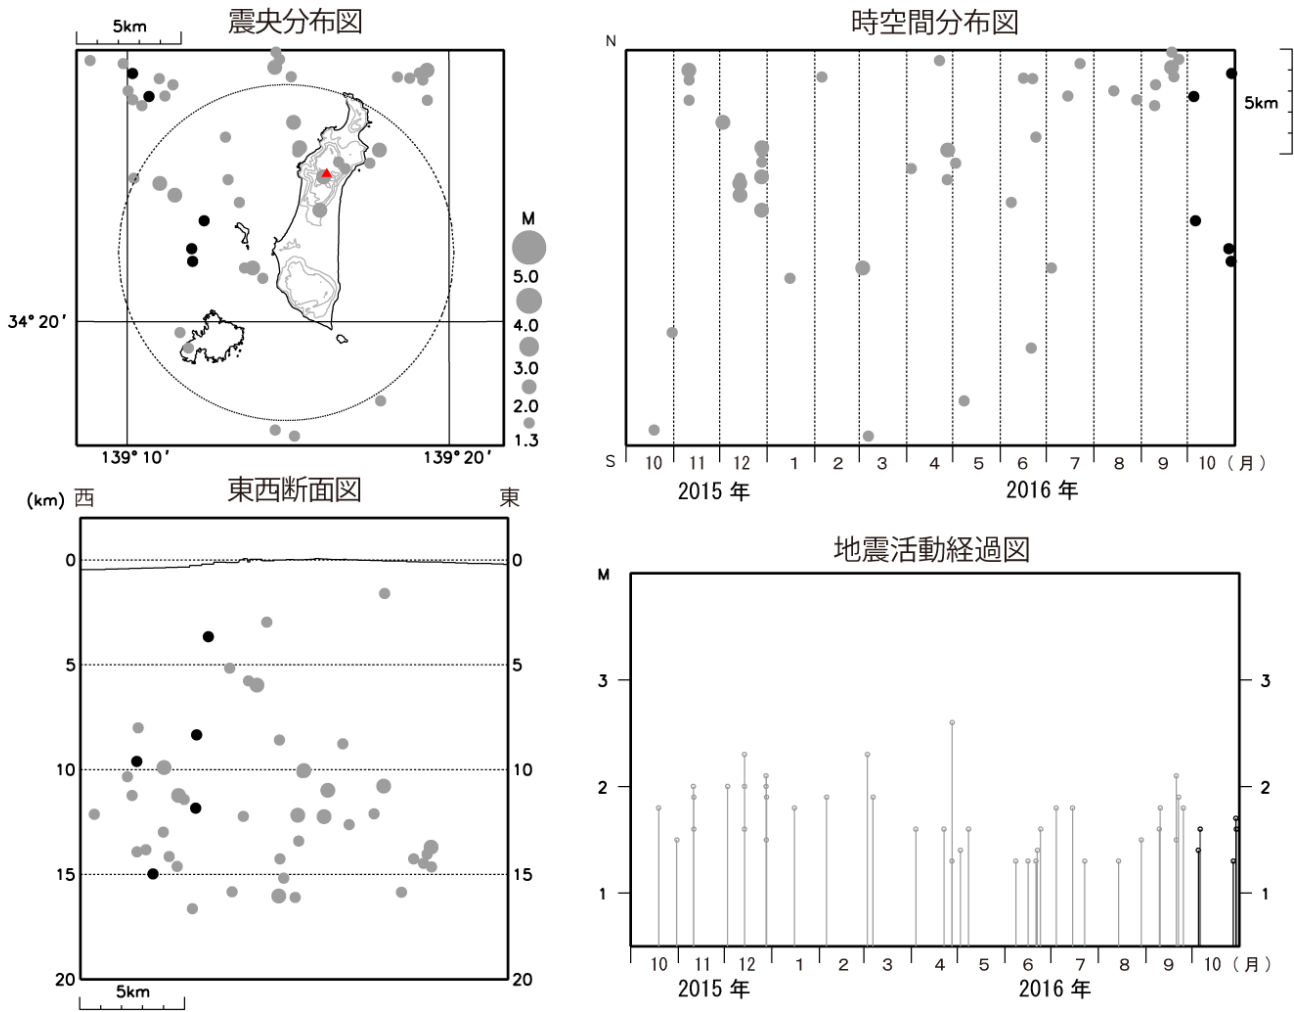 震央分布図
5km
M
5.0
4.0
3.0
2.0
1.3
34° 20′
139° 10′
139° 20′
時空間分布図
N
5km
S
10 11 12 1 2 3 4 5 6 7 8 9 10 (月)
2015 年
2016 年
東西断面図
(km) 西
東
0 0
5 5
10 10
15 15
20 20
5km
地震活動経過図
M
3 3
2 2
1 1
10 11 12 1 2 3 4 5 6 7 8 9 10 (月)
2015 年
2016 年